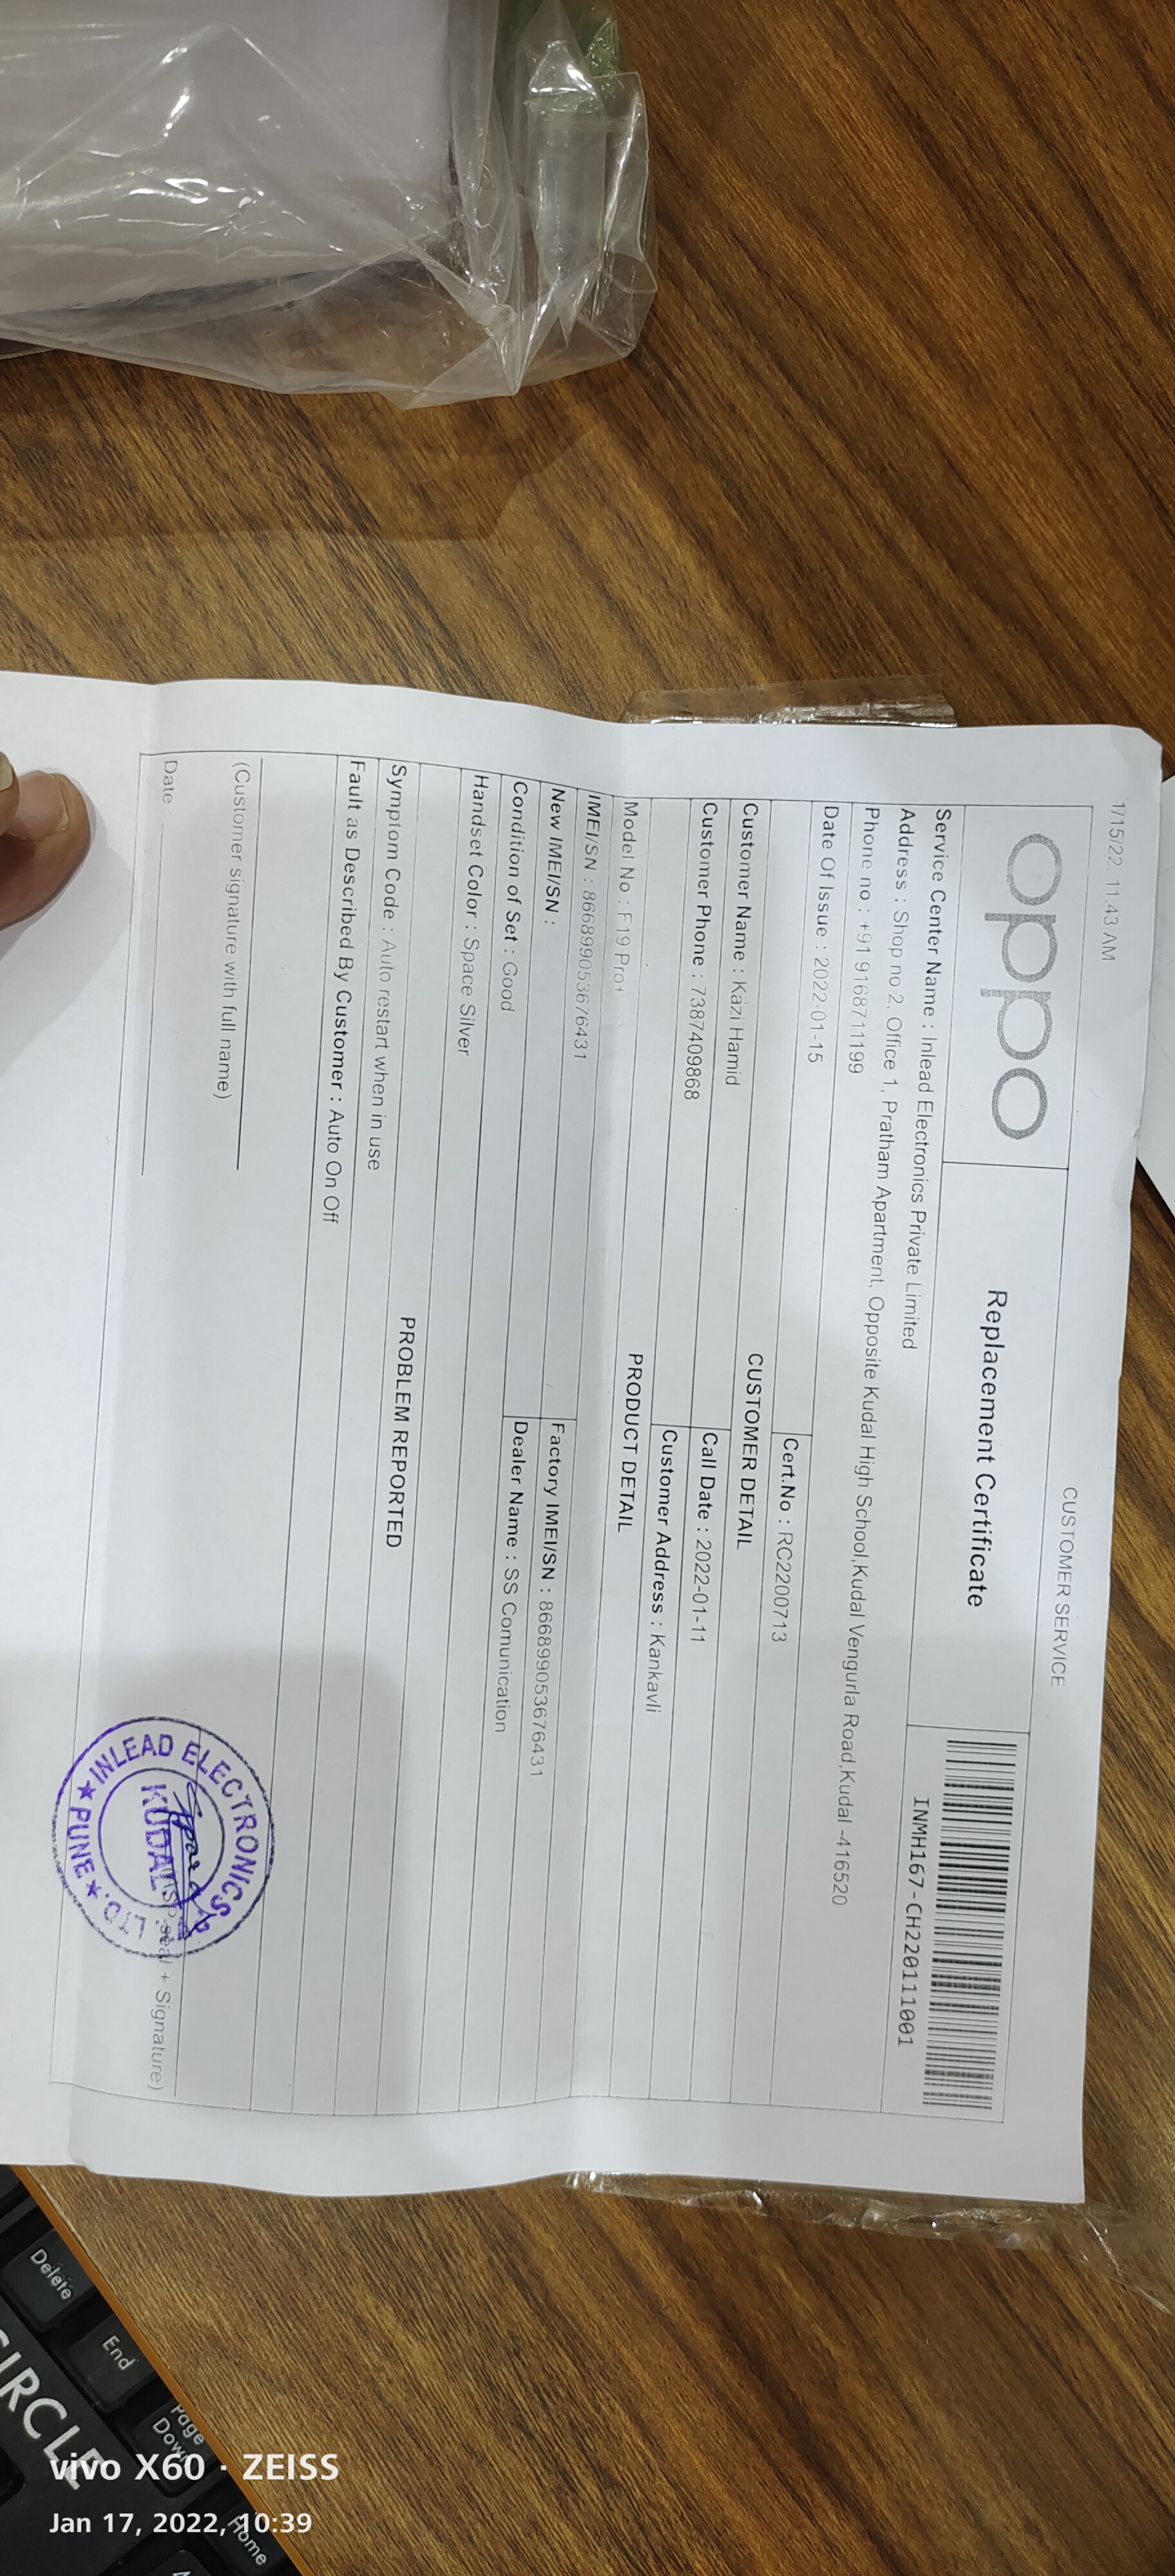 1/15/22, 11:43 AM
CUSTOMER SERVICE
oppo
Replacement Certificate
INMH167-CH220111001
Service Center Name : Inlead Electronics Private Limited
Address : Shop no 2, Office 1, Pratham Apartment, Opposite Kudal High School,Kudal Vengurla Road,Kudal -416520
Phone no : +91 9168711199
Date Of Issue : 2022-01-15
Cert.No : RC2200713
CUSTOMER DETAIL
Customer Name : Kazi Hamid
Call Date : 2022-01-11
Customer Phone : 7387409868
Customer Address : Kankavli
PRODUCT DETAIL
Model No : F19 Pro+
IMEI/SN : 866899053676431
Factory IMEI/SN : 866899053676431
New IMEI/SN :
Dealer Name : SS Comunication
Condition of Set : Good
Handset Color : Space Silver
PROBLEM REPORTED
Symptom Code : Auto restart when in use
Fault as Described By Customer : Auto On Off
(Customer signature with full name)
Date :
seal + Signature)
INLEAD ELECTRONICS
LTD. ★ PUNE ★
KUDAL
Delete
End
Page
Down
Home
CIRCLE
vivo X60 · ZEISS
Jan 17, 2022, 10:39